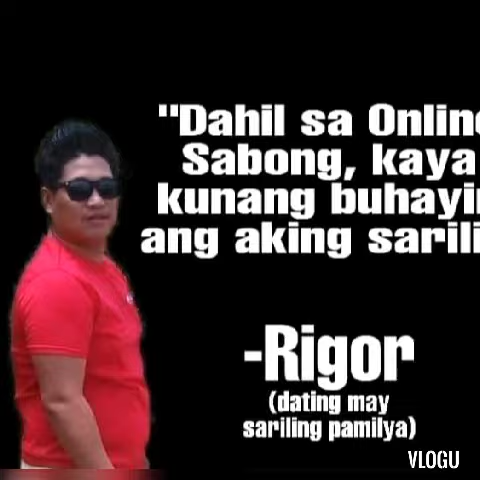 "Dahil sa Online
Sabong, kaya
kunang buhayin
ang aking sarili
-Rigor
(dating may
sariling pamilya)
VLOGU